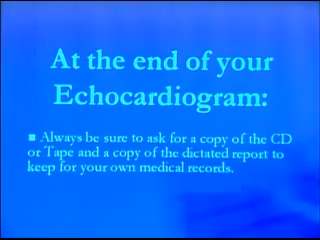 At the end of your
Echocardiogram:
■ Always be sure to ask for a copy of the CD
or Tape and a copy of the dictated report to
keep for your own medical records.